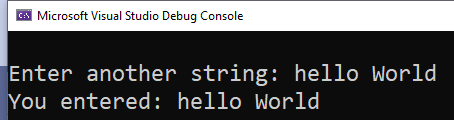 Microsoft Visual Studio Debug Console
Enter another string: hello World
You entered: hello World